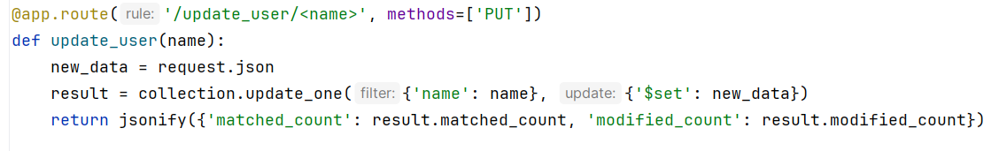 @app.route( rule: '/update_user/<name>', methods=['PUT'])
def update_user(name):
    new_data = request.json
    result = collection.update_one( filter: {'name': name}, update: {'$set': new_data})
    return jsonify({'matched_count': result.matched_count, 'modified_count': result.modified_count})